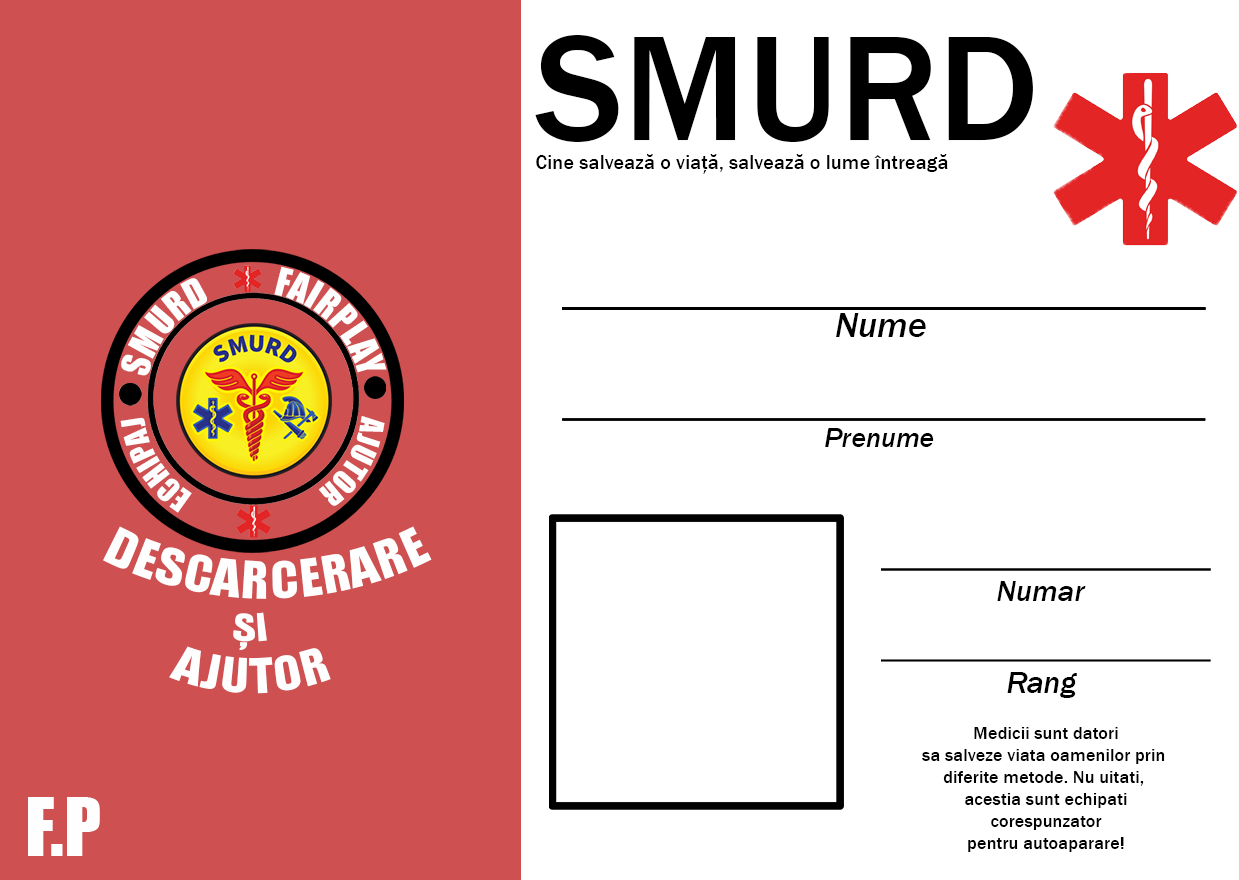 SMURD FAIRPLAY
SMURD
ECHIPAJ AJUTOR
DESCARCERARE
ȘI
AJUTOR
F.P
SMURD
Cine salvează o viață, salvează o lume întreagă
Nume
Prenume
Numar
Rang
Medicii sunt datori
sa salveze viata oamenilor prin
diferite metode. Nu uitati,
acestia sunt echipati
corespunzator
pentru autoaparare!